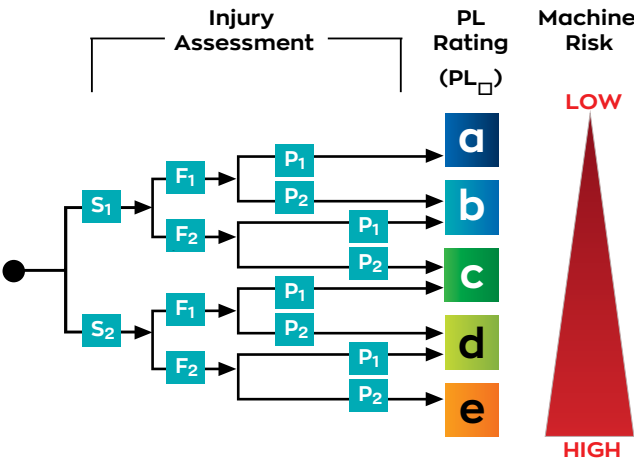 Injury
Assessment
PL
Rating
(PL□)
Machine
Risk
LOW
a
P1
F1
P2
b
S1
P1
F2
P2
c
P1
F1
P2
S2
d
P1
F2
P2
e
HIGH